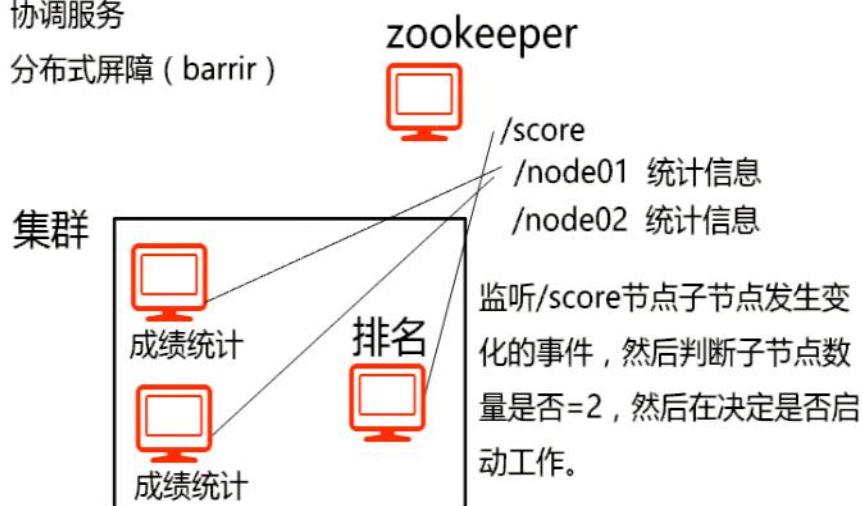 协调服务
分布式屏障（barrir）
zookeeper
/score
/node01 统计信息
/node02 统计信息
集群
成绩统计
排名
成绩统计
监听/score节点子节点发生变
化的事件，然后判断子节点数
量是否=2，然后在决定是否启
动工作。